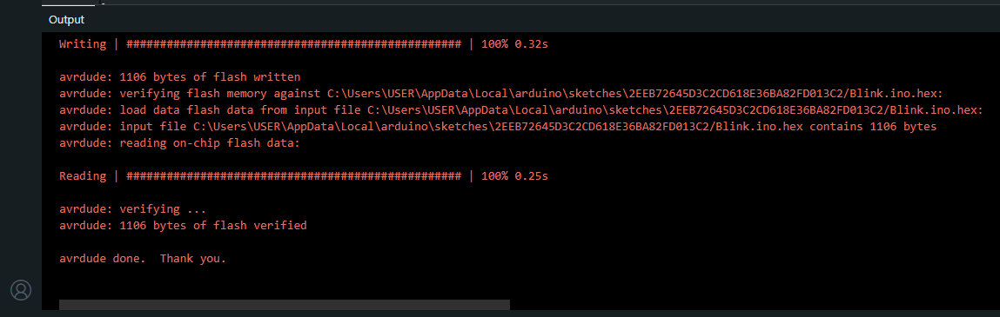 Output
Writing | ################################################## | 100% 0.32s
avrdude: 1106 bytes of flash written
avrdude: verifying flash memory against C:\Users\USER\AppData\Local\arduino\sketches\2EEB72645D3C2CD618E36BA82FD013C2/Blink.ino.hex:
avrdude: load data flash data from input file C:\Users\USER\AppData\Local\arduino\sketches\2EEB72645D3C2CD618E36BA82FD013C2/Blink.ino.hex:
avrdude: input file C:\Users\USER\AppData\Local\arduino\sketches\2EEB72645D3C2CD618E36BA82FD013C2/Blink.ino.hex contains 1106 bytes
avrdude: reading on-chip flash data:
Reading | ################################################## | 100% 0.25s
avrdude: verifying ...
avrdude: 1106 bytes of flash verified
avrdude done.  Thank you.